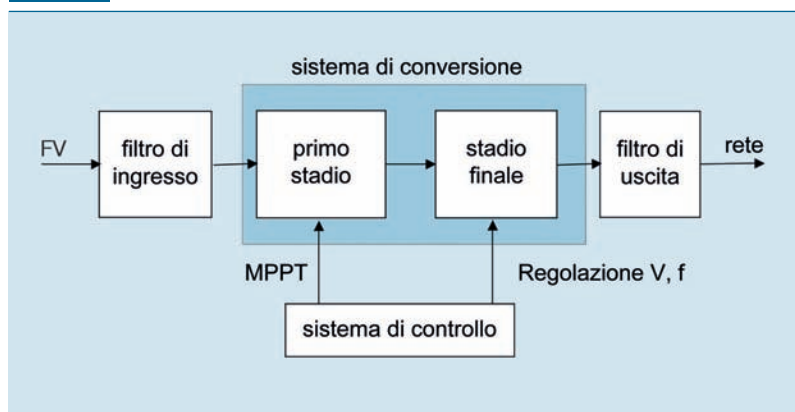 sistema di conversione
FV
filtro di
ingresso
primo
stadio
stadio
finale
filtro di
uscita
rete
MPPT
Regolazione V, f
sistema di controllo